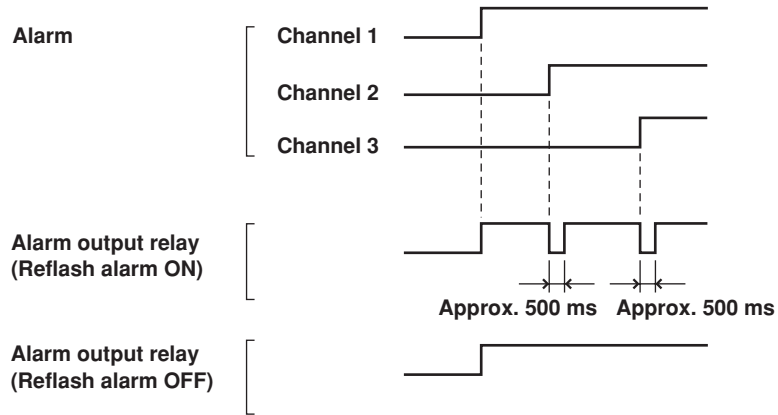 Alarm
Channel 1
Channel 2
Channel 3
Alarm output relay
(Reflash alarm ON)
Approx. 500 ms
Approx. 500 ms
Alarm output relay
(Reflash alarm OFF)